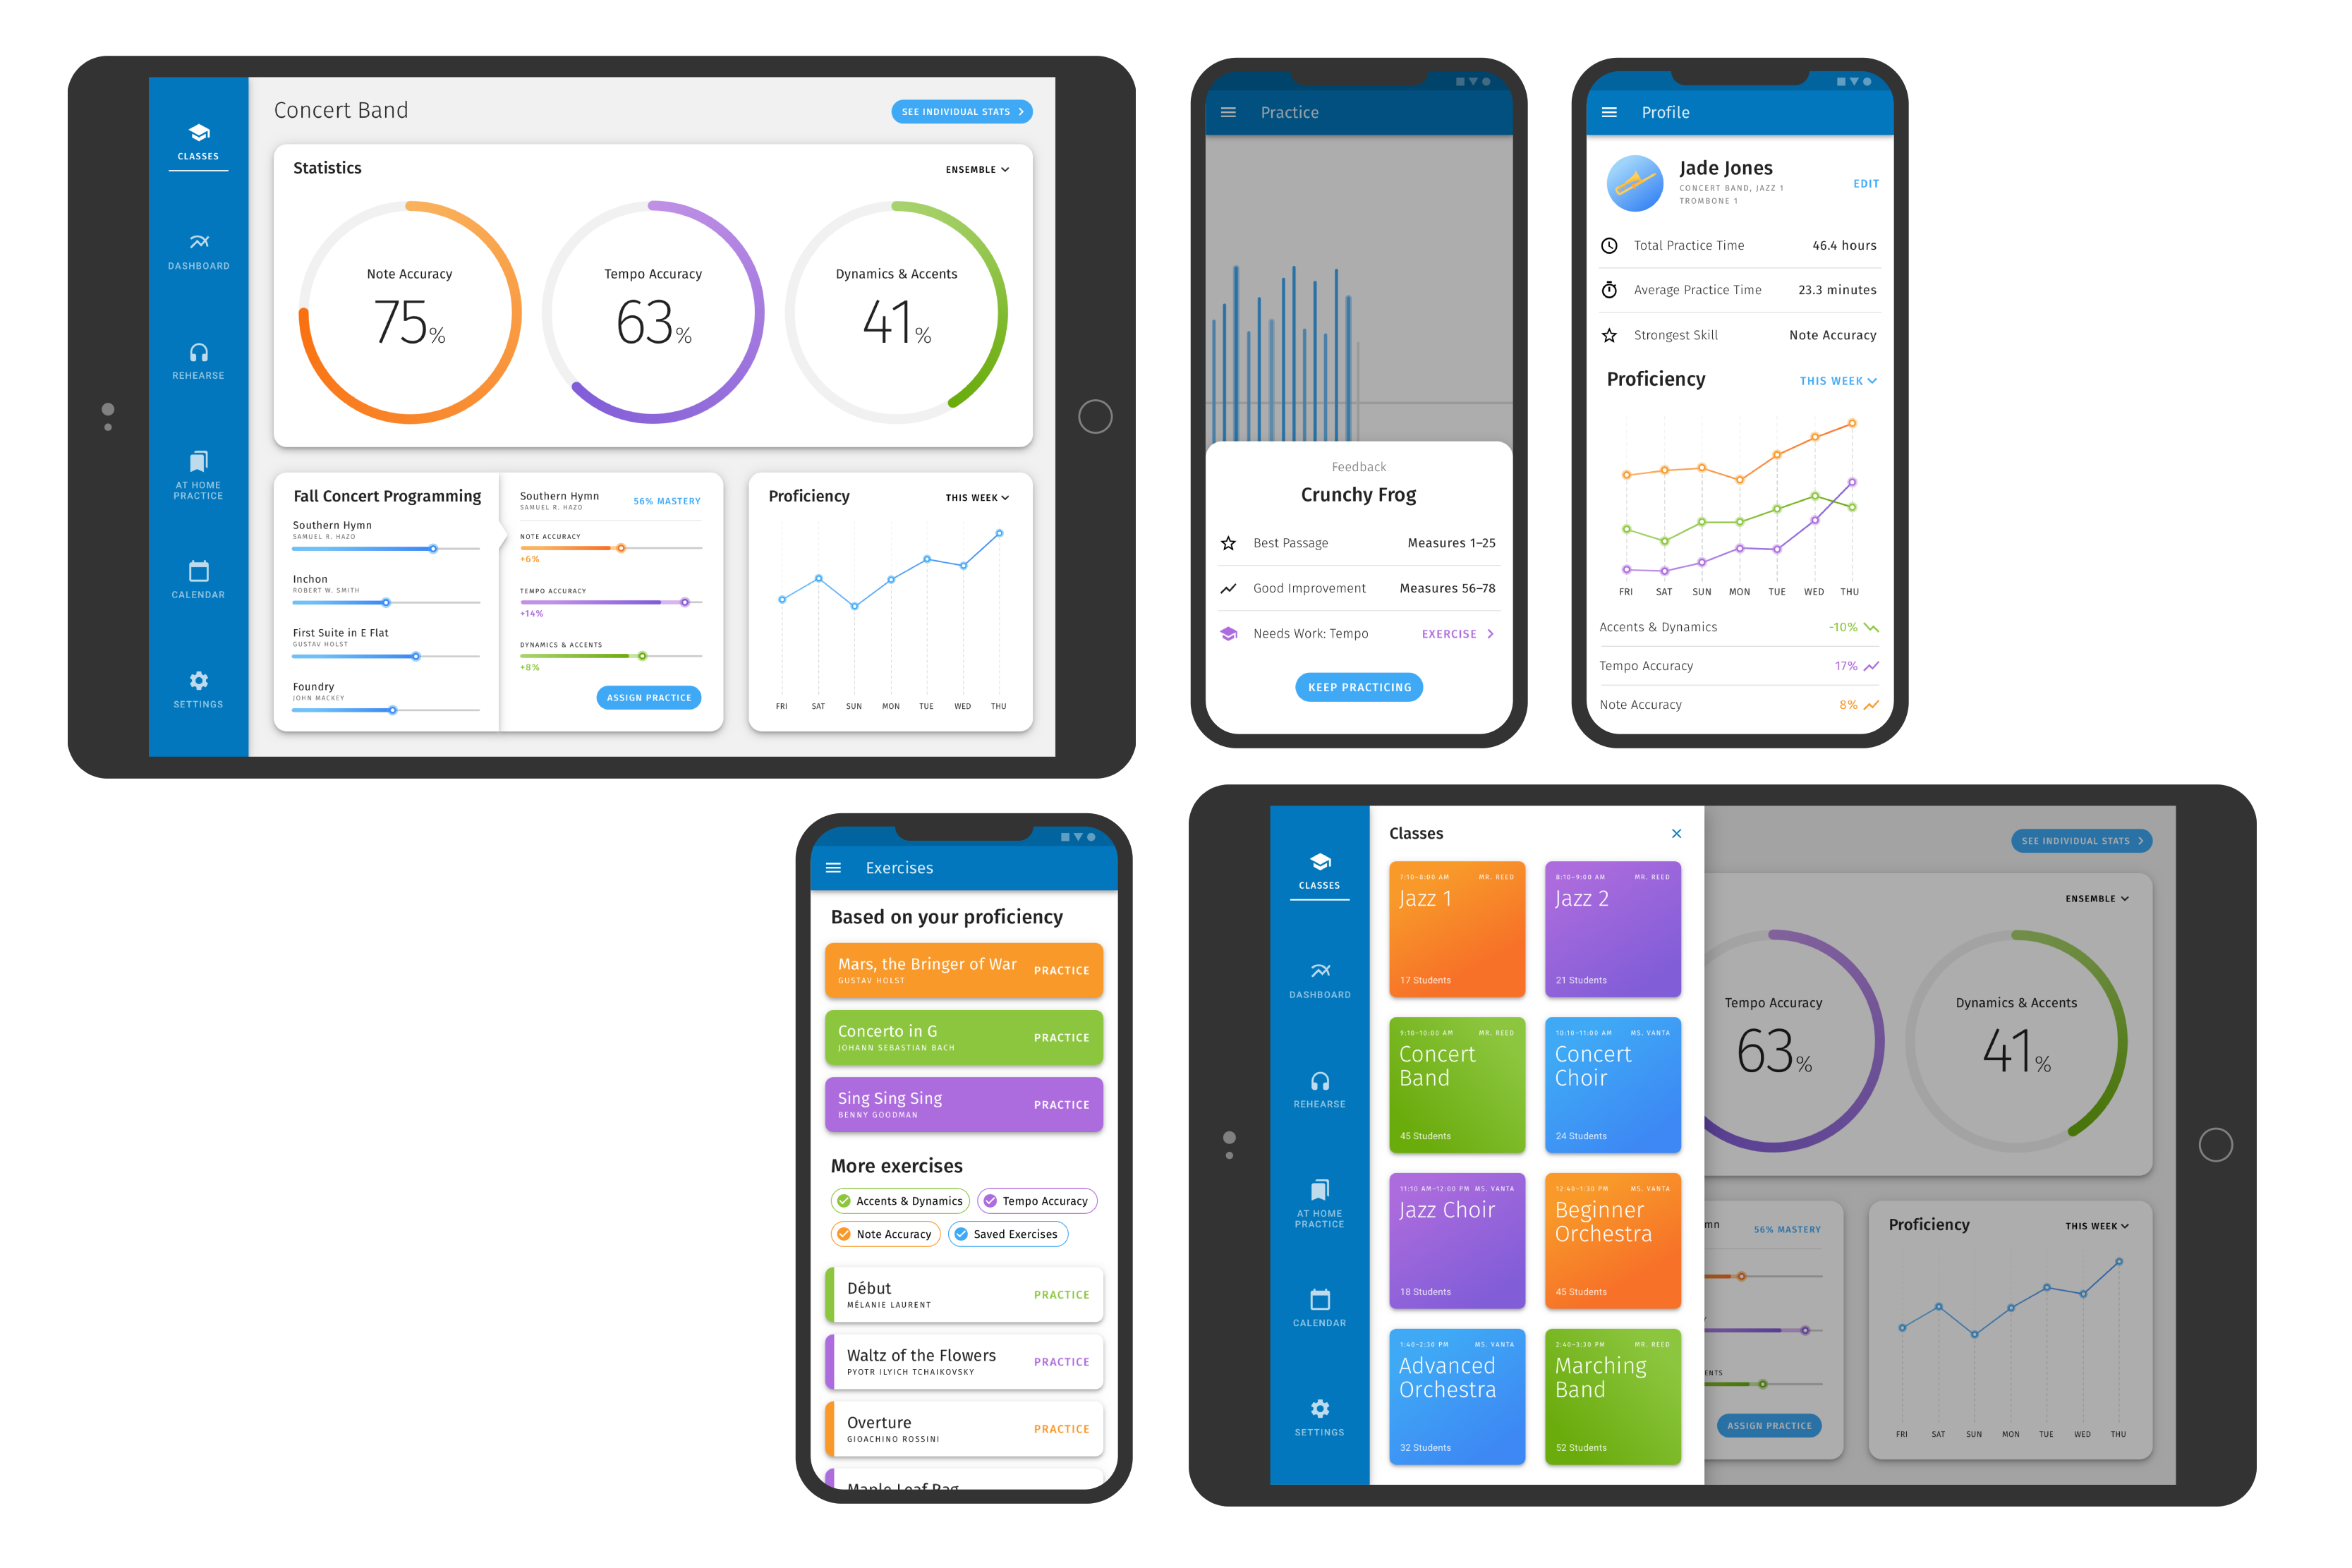 CLASSES
DASHBOARD
REHEARSE
AT HOME
PRACTICE
CALENDAR
SETTINGS
Concert Band
SEE INDIVIDUAL STATS
Statistics
ENSEMBLE
Note Accuracy
75%
Tempo Accuracy
63%
Dynamics & Accents
41%
Fall Concert Programming
Southern Hymn
SAMUEL R. HAZO
Inchon
ROBERT W. SMITH
First Suite in E Flat
GUSTAV HOLST
Foundry
JOHN MACKEY
Southern Hymn
SAMUEL R. HAZO
56% MASTERY
NOTE ACCURACY
+6%
TEMPO ACCURACY
+14%
DYNAMICS & ACCENTS
+8%
ASSIGN PRACTICE
Proficiency
THIS WEEK
FRI SAT SUN MON TUE WED THU
Practice
Feedback
Crunchy Frog
Best Passage Measures 1–25
Good Improvement Measures 56–78
Needs Work: Tempo EXERCISE
KEEP PRACTICING
Profile
Jade Jones
CONCERT BAND, JAZZ 1
TROMBONE 1
EDIT
Total Practice Time 46.4 hours
Average Practice Time 23.3 minutes
Strongest Skill Note Accuracy
Proficiency THIS WEEK
FRI SAT SUN MON TUE WED THU
Accents & Dynamics -10%
Tempo Accuracy 17%
Note Accuracy 8%
Exercises
Based on your proficiency
Mars, the Bringer of War
GUSTAV HOLST
PRACTICE
Concerto in G
JOHANN SEBASTIAN BACH
PRACTICE
Sing Sing Sing
BENNY GOODMAN
PRACTICE
More exercises
Accents & Dynamics
Tempo Accuracy
Note Accuracy
Saved Exercises
Début
MÉLANIE LAURENT
PRACTICE
Waltz of the Flowers
PYOTR ILYICH TCHAIKOVSKY
PRACTICE
Overture
GIOACHINO ROSSINI
PRACTICE
Maple Leaf Rag
CLASSES
DASHBOARD
REHEARSE
AT HOME
PRACTICE
CALENDAR
SETTINGS
Classes
7:10–8:00 AM MR. REED
Jazz 1
17 Students
8:10–9:00 AM MR. REED
Jazz 2
21 Students
9:10–10:00 AM MR. REED
Concert
Band
45 Students
10:10–11:00 AM MS. VANTA
Concert
Choir
24 Students
11:10 AM–12:00 PM MS. VANTA
Jazz Choir
18 Students
12:40–1:30 PM MS. VANTA
Beginner
Orchestra
45 Students
1:40–2:30 PM MS. VANTA
Advanced
Orchestra
32 Students
2:40–3:30 PM MR. REED
Marching
Band
52 Students
SEE INDIVIDUAL STATS
ENSEMBLE
Tempo Accuracy
63%
Dynamics & Accents
41%
mn
56% MASTERY
ENTS
ASSIGN PRACTICE
Proficiency
THIS WEEK
FRI SAT SUN MON TUE WED THU